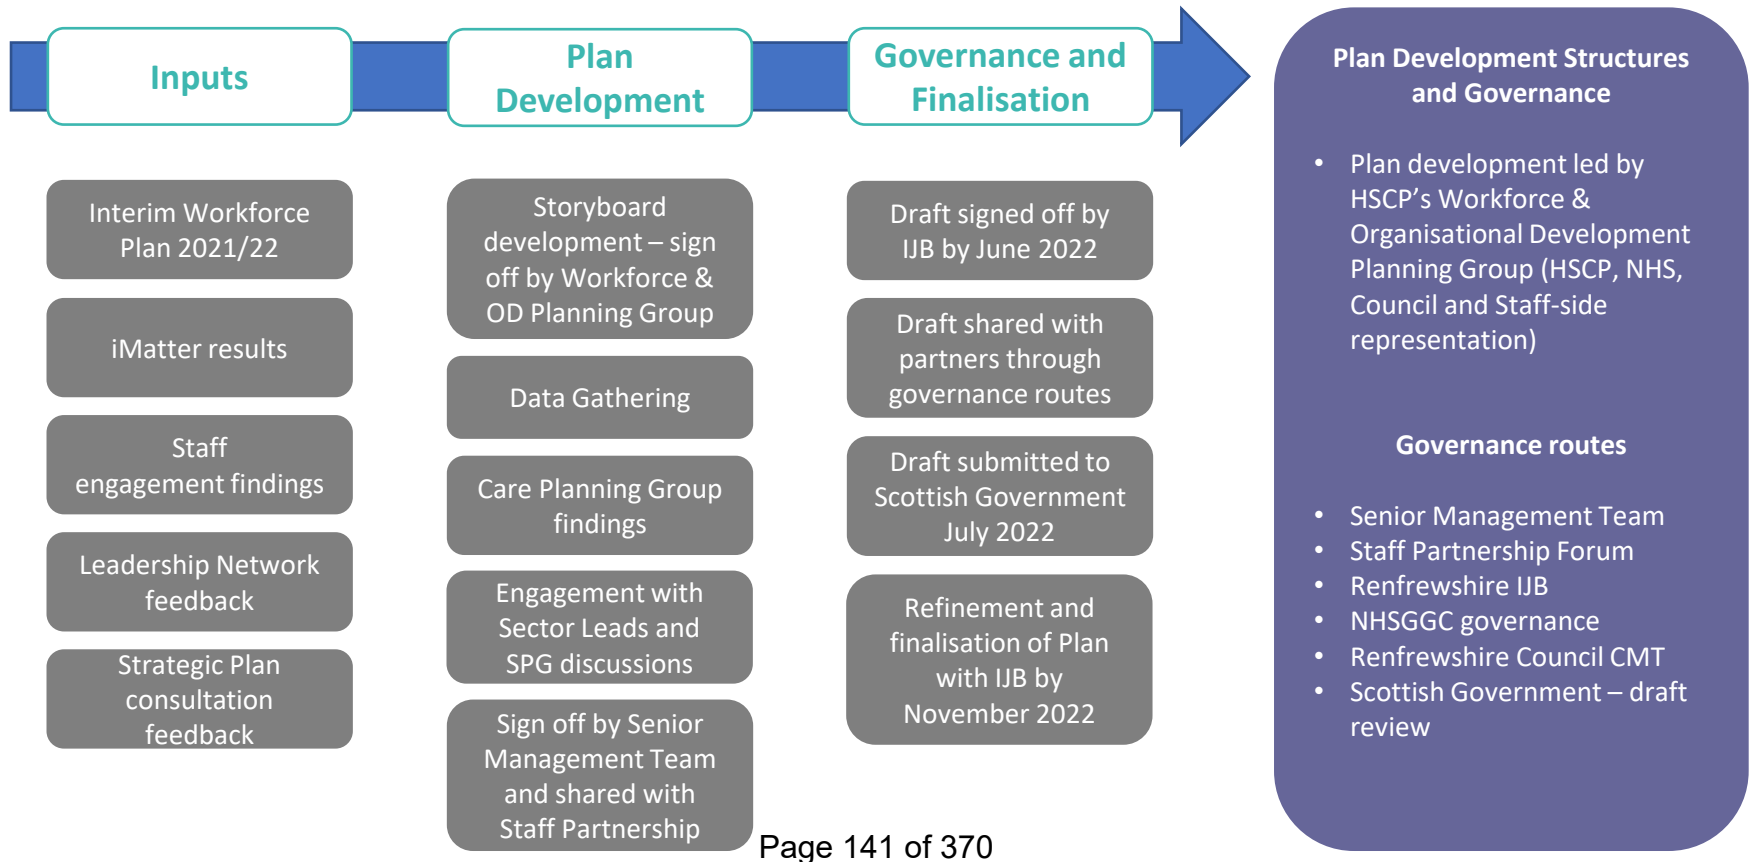 Inputs
Interim Workforce
Plan 2021/22
iMatter results
Staff
engagement findings
Leadership Network
feedback
Strategic Plan
consultation
feedback
Plan
Development
Storyboard
development – sign
off by Workforce &
OD Planning Group
Data Gathering
Care Planning Group
findings
Engagement with
Sector Leads and
SPG discussions
Sign off by Senior
Management Team
and shared with
Staff Partnership
Governance and
Finalisation
Draft signed off by
IJB by June 2022
Draft shared with
partners through
governance routes
Draft submitted to
Scottish Government
July 2022
Refinement and
finalisation of Plan
with IJB by
November 2022
Plan Development Structures
and Governance
• Plan development led by
HSCP’s Workforce &
Organisational Development
Planning Group (HSCP, NHS,
Council and Staff-side
representation)
Governance routes
• Senior Management Team
• Staff Partnership Forum
• Renfrewshire IJB
• NHSGGC governance
• Renfrewshire Council CMT
• Scottish Government – draft
review
Page 141 of 370